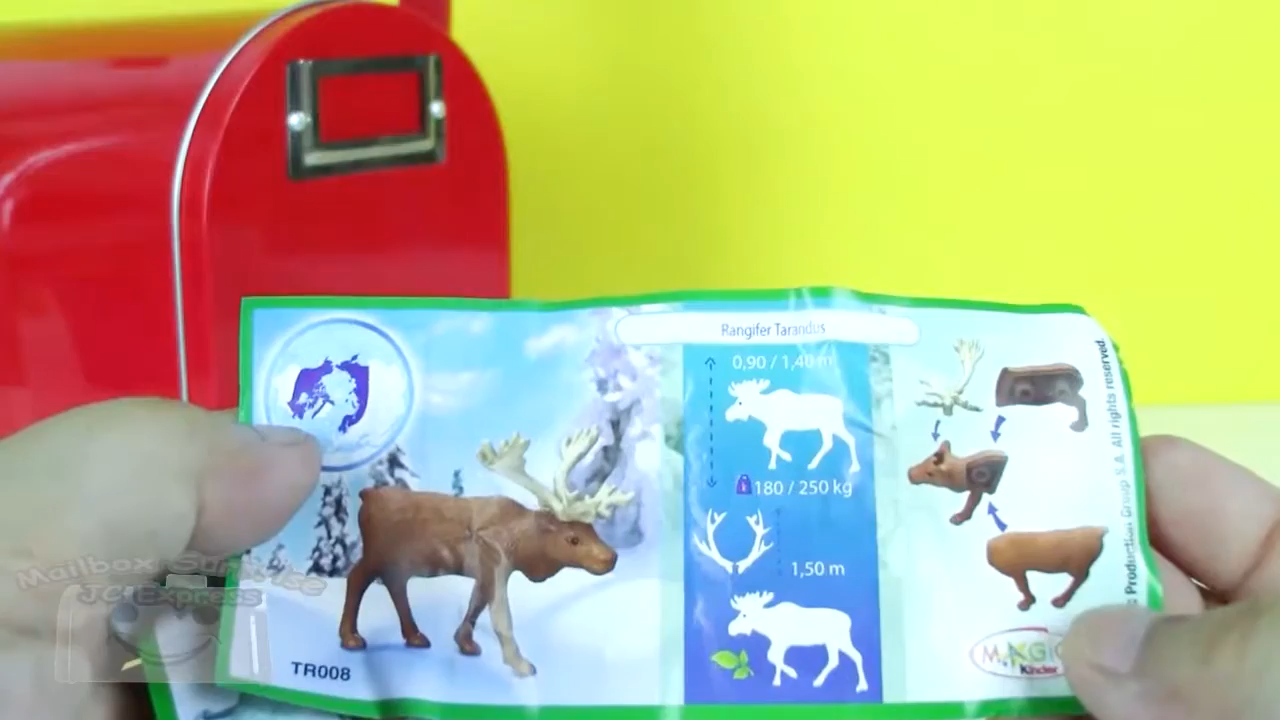 Rangifer Tarandus
0,90 / 1,40 m
180 / 250 kg
1,50 m
TR008
Production Group S.A. All rights reserved.
MAGIC
Kinder
Mailbox Surprise
JC Express